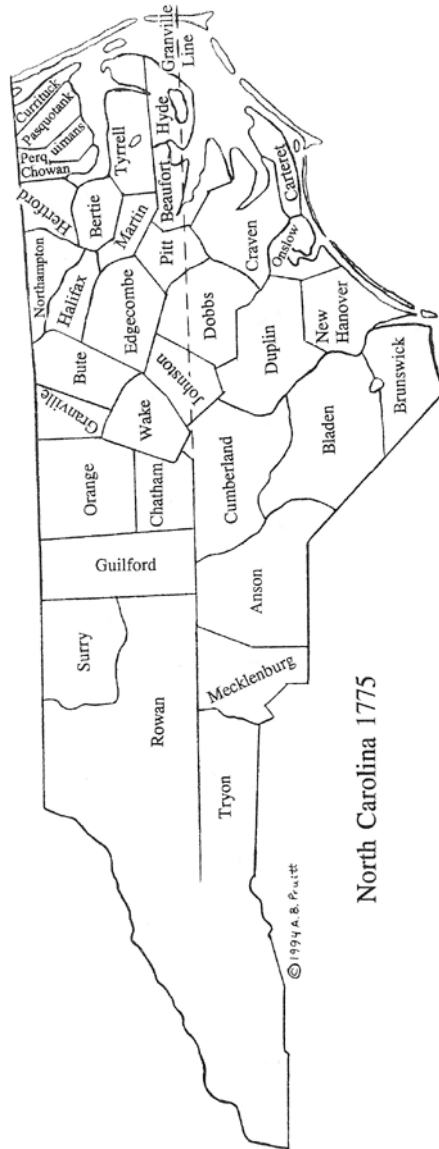 Currituck
Pasquotank
Perq
uimans
Chowan
Hertford
Northampton
Halifax
Bertie
Tyrrell
Martin
Granville
Line
Hyde
Beaufort
Pitt
Edgecombe
Bute
Granville
Wake
Johnston
Dobbs
Craven
Carteret
Onslow
New
Hanover
Duplin
Orange
Chatham
Cumberland
Bladen
Brunswick
Guilford
Anson
Surry
Rowan
Mecklenburg
Tryon
North Carolina 1775
©1994 A.B. Pruitt